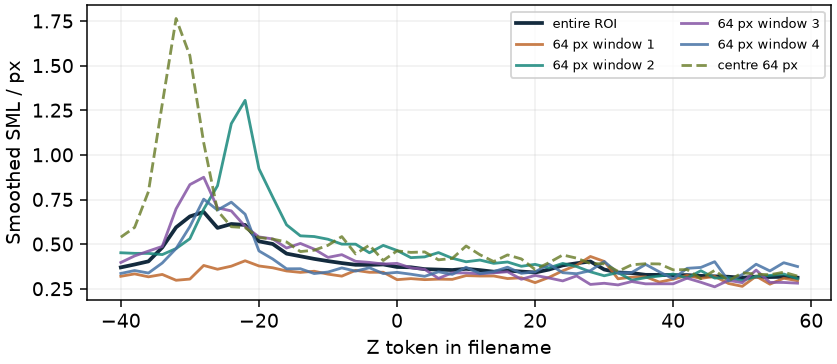 1.75
1.50
1.25
1.00
0.75
0.50
0.25
Smoothed SML / px
entire ROI
64 px window 1
64 px window 2
64 px window 3
64 px window 4
centre 64 px
−40 −20 0 20 40 60
Z token in filename